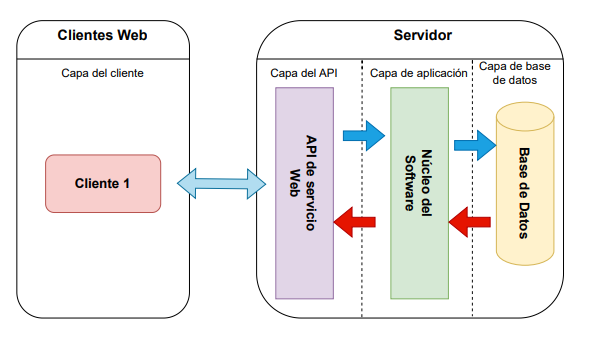 Clientes Web
Servidor
Capa del cliente
Capa del API
Capa de aplicación
Capa de base
de datos
Cliente 1
API de servicio
Web
Núcleo del
Software
Base de Datos